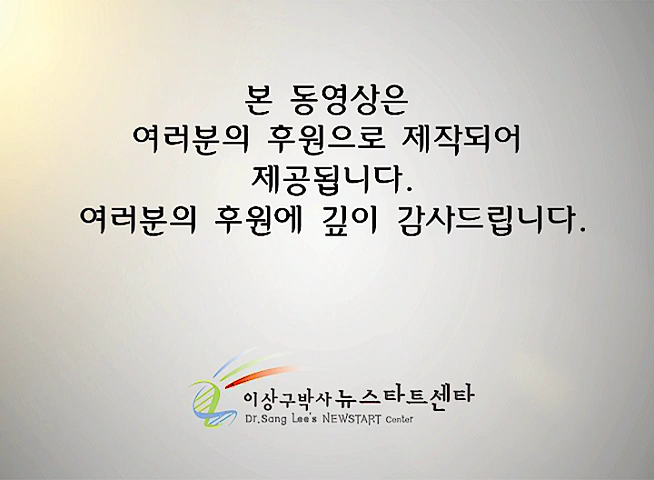 본 동영상은
여러분의 후원으로 제작되어
제공됩니다.
여러분의 후원에 깊이 감사드립니다.
이상구박사 뉴스타트센타
Dr.Sang Lee's NEWSTART Center